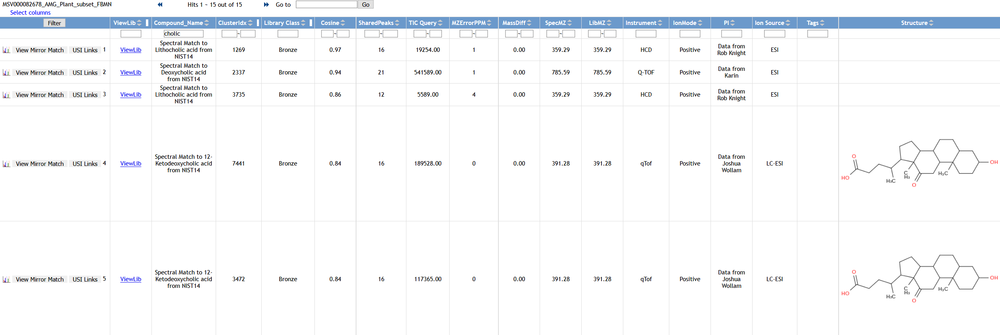 MSV000082678_AMG_Plant_subset_FBMN Hits 1 ~ 15 out of 15 Go to Go
Select columns
Filter ViewLib Compound_Name ClusterIdx Library Class Cosine SharedPeaks TIC Query MZErrorPPM MassDiff SpecMZ LibMZ Instrument IonMode PI Ion Source Tags Structure
cholic ~ ~ ~ ~ ~ ~ ~ ~
View Mirror Match USI Links 1 ViewLib Spectral Match to Lithocholic acid from NIST14 1269 Bronze 0.97 16 19254.00 1 0.00 359.29 359.29 HCD Positive Data from Rob Knight ESI
View Mirror Match USI Links 2 ViewLib Spectral Match to Deoxycholic acid from NIST14 2337 Bronze 0.94 21 541589.00 1 0.00 785.59 785.59 Q-TOF Positive Data from Karin ESI
View Mirror Match USI Links 3 ViewLib Spectral Match to Lithocholic acid from NIST14 3735 Bronze 0.86 12 5589.00 4 0.00 359.29 359.29 HCD Positive Data from Rob Knight ESI
View Mirror Match USI Links 4 ViewLib Spectral Match to 12-Ketodeoxycholic acid from NIST14 7441 Bronze 0.84 16 189528.00 0 0.00 391.28 391.28 qTof Positive Data from Joshua Wollam LC-ESI O HO H₃C CH₃ O H₃C OH
View Mirror Match USI Links 5 ViewLib Spectral Match to 12-Ketodeoxycholic acid from NIST14 3472 Bronze 0.84 16 117365.00 0 0.00 391.28 391.28 qTof Positive Data from Joshua Wollam LC-ESI O HO H₃C CH₃ O H₃C OH